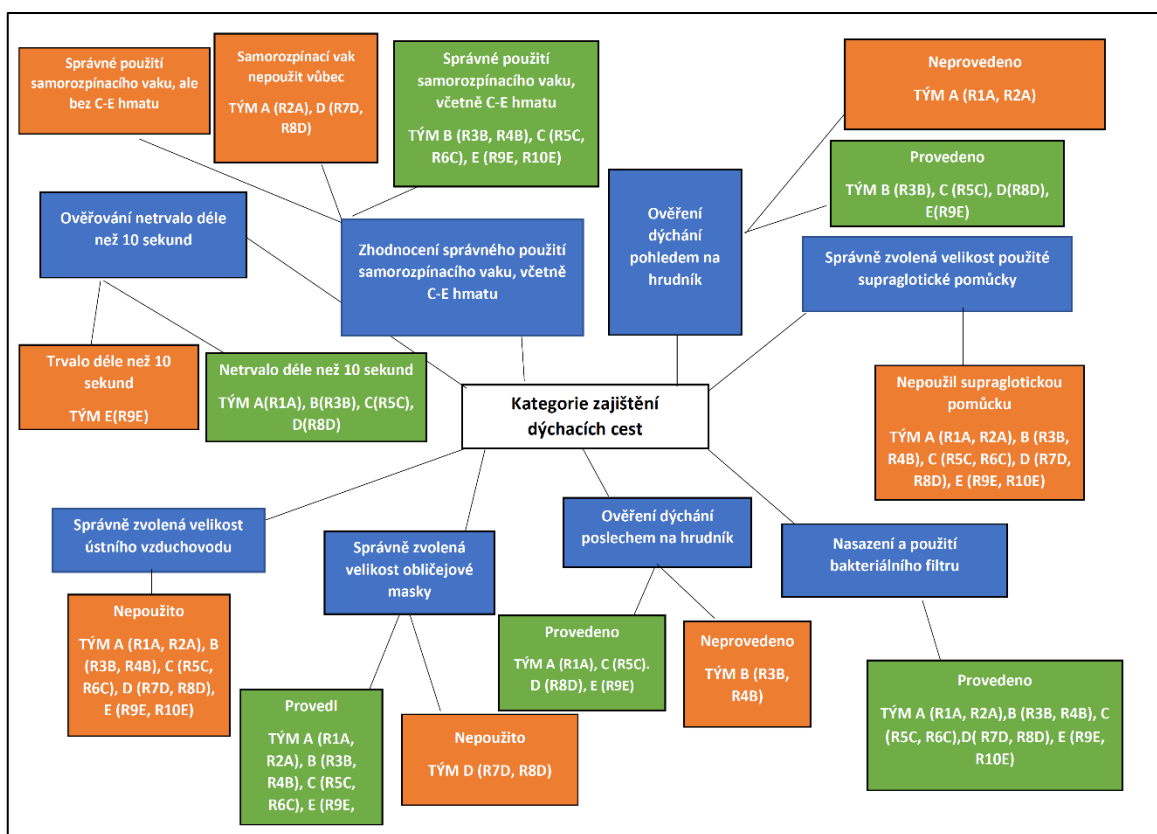 Správné použití
samorozpínacího vaku, ale
bez C-E hmatu
Samorozpínací vak
nepoužit vůbec
TÝM A (R2A), D (R7D,
R8D)
Správné použití
samorozpínacího vaku,
včetně C-E hmatu
TÝM B (R3B, R4B), C (R5C,
R6C), E (R9E, R10E)
Neprovedeno
TÝM A (R1A, R2A)
Provedeno
TÝM B (R3B), C (R5C), D(R8D),
E(R9E)
Ověřování netrvalo déle
než 10 sekund
Zhodnocení správného použití
samorozpínacího vaku, včetně
C-E hmatu
Ověření
dýchání
pohledem na
hrudník
Správně zvolená velikost použité
supraglotické pomůcky
Trvalo déle než 10
sekund
TÝM E(R9E)
Netrvalo déle než 10 sekund
TÝM A(R1A), B(R3B), C(R5C),
D(R8D)
Kategorie zajištění
dýchacích cest
Nepoužil supraglotickou
pomůcku
TÝM A (R1A, R2A), B (R3B,
R4B), C (R5C, R6C), D (R7D,
R8D), E (R9E, R10E)
Správně zvolená velikost
ústního vzduchovodu
Správně zvolená
velikost obličejové
masky
Ověření dýchání
poslechem na
hrudník
Nasazení a použití
bakteriálního filtru
Nepoužito
TÝM A (R1A, R2A), B
(R3B, R4B), C (R5C,
R6C), D (R7D, R8D),
E (R9E, R10E)
Provedl
TÝM A (R1A,
R2A), B (R3B,
R4B), C (R5C,
R6C), E (R9E,
Nepoužito
TÝM D (R7D, R8D)
Provedeno
TÝM A (R1A), C (R5C).
D (R8D), E (R9E)
Neprovedeno
TÝM B (R3B,
R4B)
Provedeno
TÝM A (R1A, R2A),B (R3B, R4B), C
(R5C, R6C),D( R7D, R8D), E (R9E,
R10E)